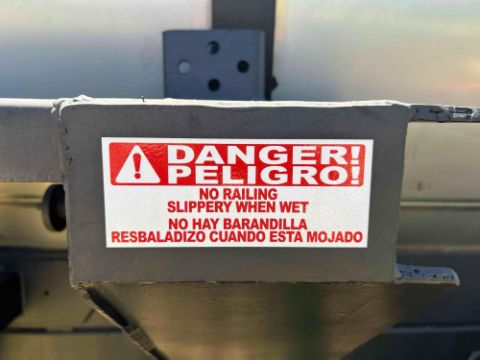 DANGER!
PELIGRO!
NO RAILING
SLIPPERY WHEN WET
NO HAY BARANDILLA
RESBALADIZO CUANDO ESTA MOJADO